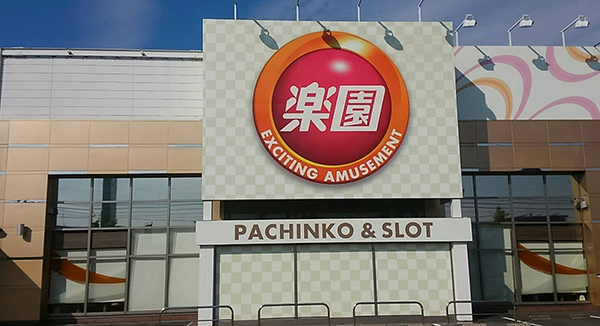 楽園
EXCITING AMUSEMENT
PACHINKO & SLOT